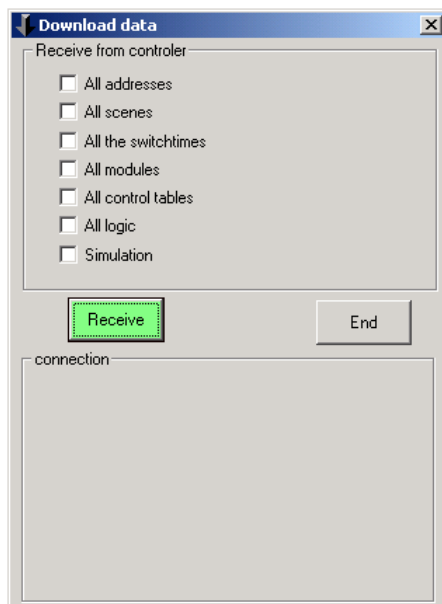 Download data
Receive from controler
All addresses
All scenes
All the switchtimes
All modules
All control tables
All logic
Simulation
Receive
End
connection